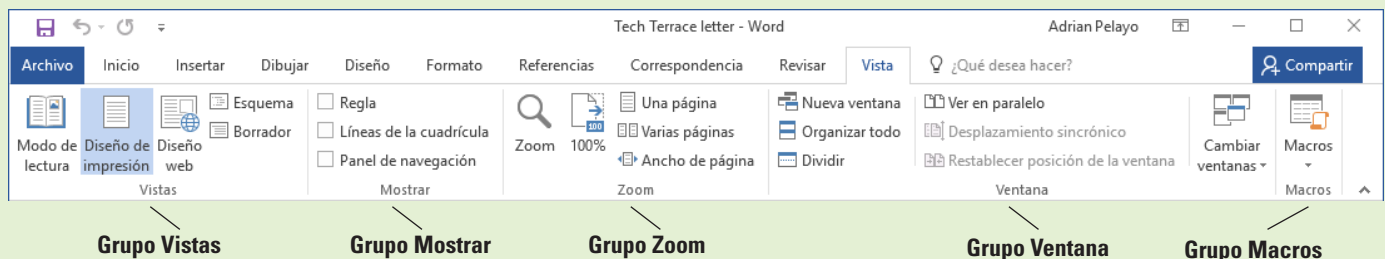 Tech Terrace letter - Word
Adrian Pelayo
Archivo Inicio Insertar Dibujar Diseño Formato Referencias Correspondencia Revisar Vista ¿Qué desea hacer? Compartir
Modo de lectura
Diseño de impresión
Diseño web
Esquema
Borrador
Vistas
Regla
Líneas de la cuadrícula
Panel de navegación
Mostrar
Zoom
100
100%
Una página
Varias páginas
Ancho de página
Zoom
Nueva ventana
Organizar todo
Dividir
Ver en paralelo
Desplazamiento sincrónico
Restablecer posición de la ventana
Cambiar ventanas
Ventana
Macros
Macros
Grupo Vistas
Grupo Mostrar
Grupo Zoom
Grupo Ventana
Grupo Macros